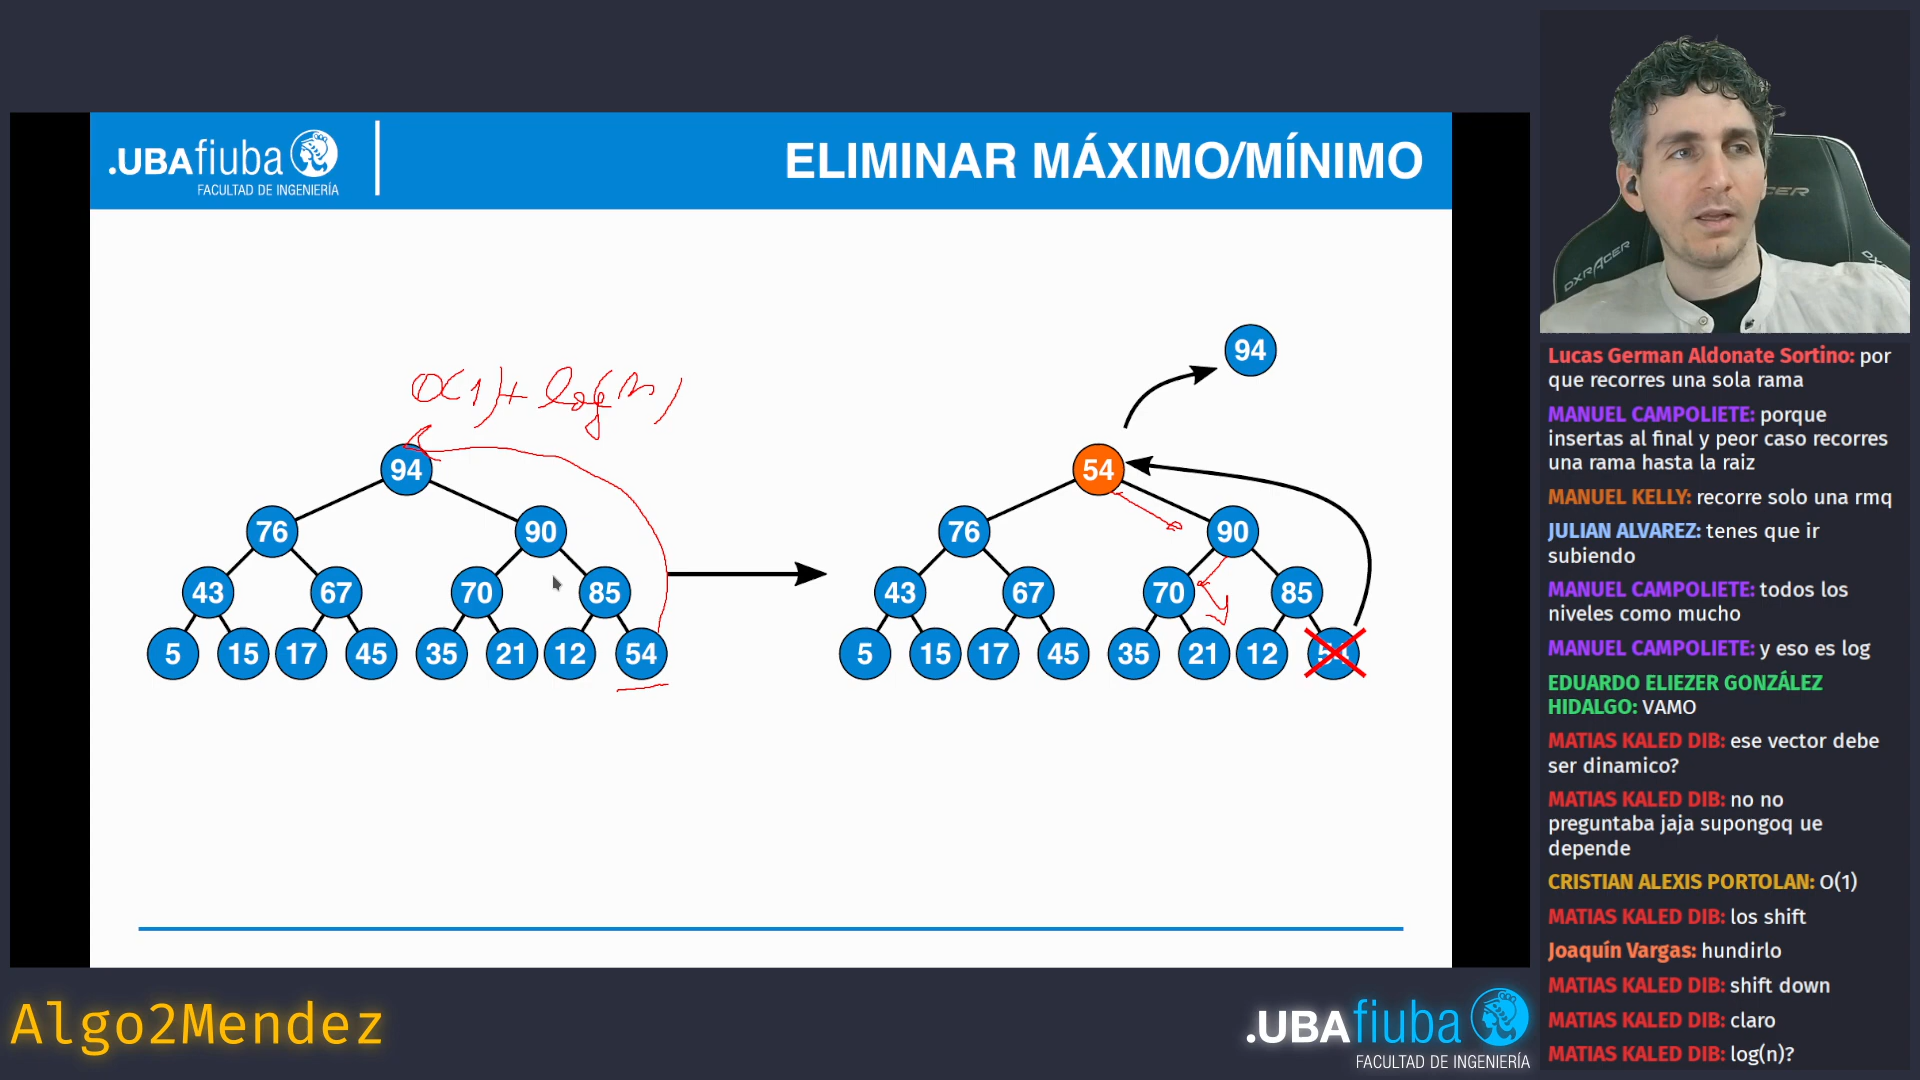 .UBAfiuba
FACULTAD DE INGENIERÍA
ELIMINAR MÁXIMO/MÍNIMO
O(1)+ log(n)
94
76 90
43 67 70 85
5 15 17 45 35 21 12 54
94
54
76 90
43 67 70 85
5 15 17 45 35 21 12 54
Algo2Mendez
.UBAfiuba
FACULTAD DE INGENIERÍA
DXRACER
Lucas German Aldonate Sortino: por
que recorres una sola rama
MANUEL CAMPOLIETE: porque
insertas al final y peor caso recorres
una rama hasta la raiz
MANUEL KELLY: recorre solo una rmq
JULIAN ALVAREZ: tenes que ir
subiendo
MANUEL CAMPOLIETE: todos los
niveles como mucho
MANUEL CAMPOLIETE: y eso es log
EDUARDO ELIEZER GONZÁLEZ
HIDALGO: VAMO
MATIAS KALED DIB: ese vector debe
ser dinamico?
MATIAS KALED DIB: no no
preguntaba jaja supongoq ue
depende
CRISTIAN ALEXIS PORTOLAN: O(1)
MATIAS KALED DIB: los shift
Joaquín Vargas: hundirlo
MATIAS KALED DIB: shift down
MATIAS KALED DIB: claro
MATIAS KALED DIB: log(n)?